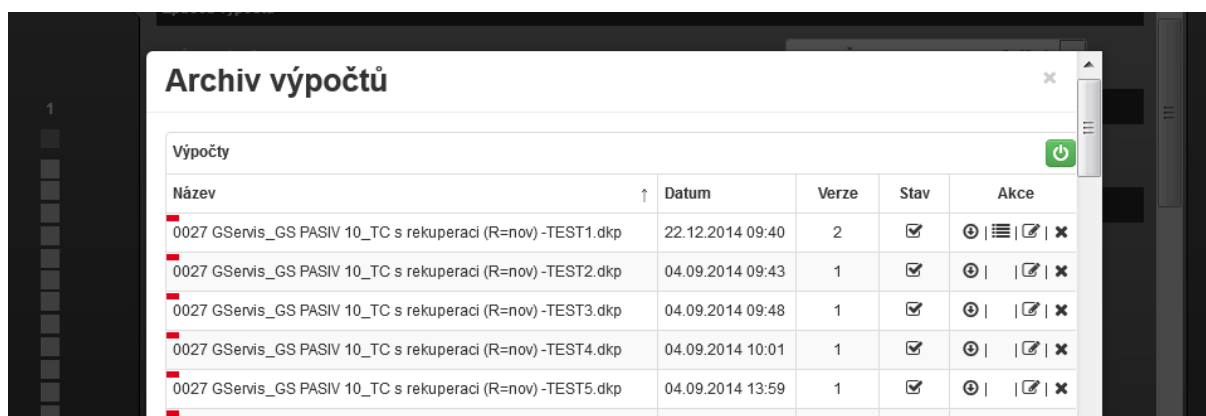 Archiv výpočtů
×
1
Výpočty
Název ↑ Datum Verze Stav Akce
0027 GServis_GS PASIV 10_TC s rekuperaci (R=nov) -TEST1.dkp 22.12.2014 09:40 2
0027 GServis_GS PASIV 10_TC s rekuperaci (R=nov) -TEST2.dkp 04.09.2014 09:43 1
0027 GServis_GS PASIV 10_TC s rekuperaci (R=nov) -TEST3.dkp 04.09.2014 09:48 1
0027 GServis_GS PASIV 10_TC s rekuperaci (R=nov) -TEST4.dkp 04.09.2014 10:01 1
0027 GServis_GS PASIV 10_TC s rekuperaci (R=nov) -TEST5.dkp 04.09.2014 13:59 1